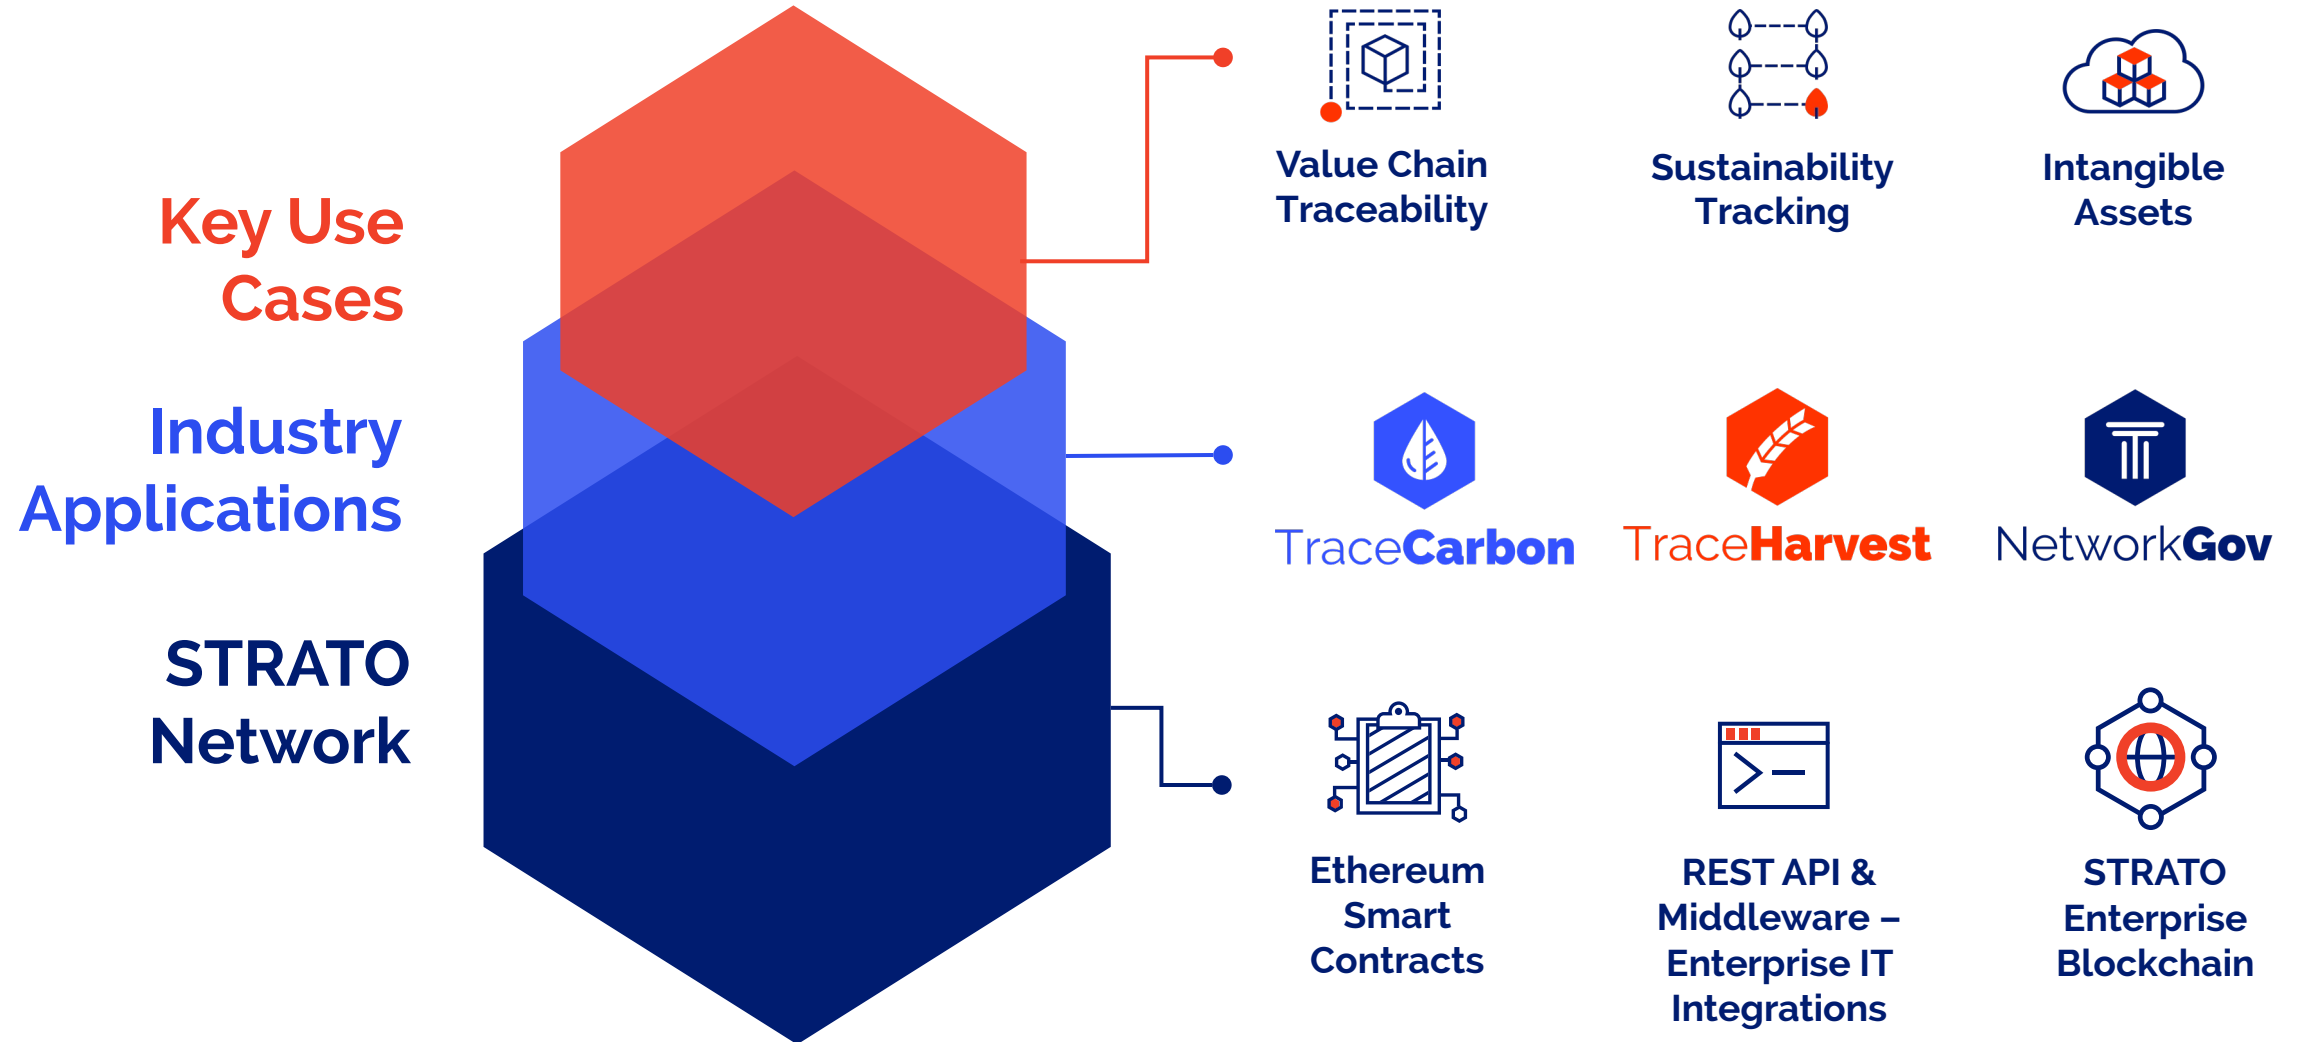 Key Use
Cases
Industry
Applications
STRATO
Network
Value Chain
Traceability
Sustainability
Tracking
Intangible
Assets
TraceCarbon
TraceHarvest
NetworkGov
Ethereum
Smart
Contracts
REST API &
Middleware –
Enterprise IT
Integrations
STRATO
Enterprise
Blockchain